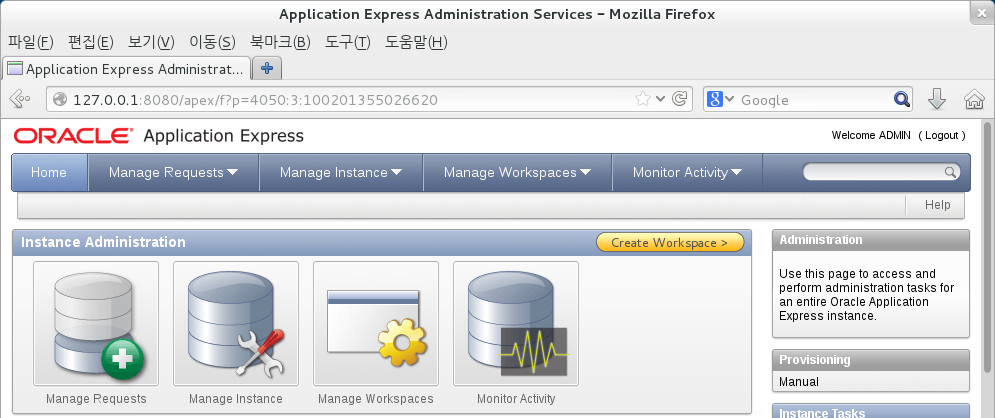 Application Express Administration Services - Mozilla Firefox
파일(F) 편집(E) 보기(V) 이동(S) 북마크(B) 도구(T) 도움말(H)
Application Express Administrat...
127.0.0.1:8080/apex/f?p=4050:3:100201355026620
Google
ORACLE Application Express
Welcome ADMIN ( Logout )
Home Manage Requests Manage Instance Manage Workspaces Monitor Activity
Help
Instance Administration
Create Workspace >
Manage Requests Manage Instance Manage Workspaces Monitor Activity
Administration
Use this page to access and
perform administration tasks for
an entire Oracle Application
Express instance.
Provisioning
Manual
Instance Tasks